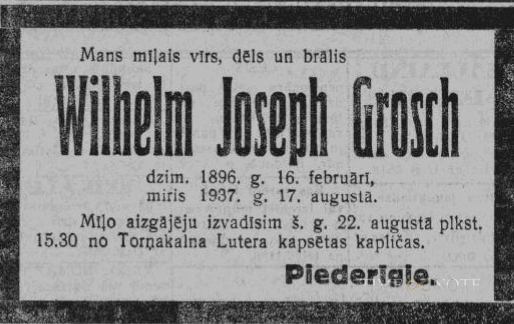 Mans mīļais vīrs, dēls un brālis
Wilhelm Joseph Grosch
dzim. 1896. g. 16. februārī,
miris 1937. g. 17. augustā.
Mīļo aizgājēju izvadīsim š. g. 22. augustā plkst.
15.30 no Torņakalna Lutera kapsētas kapličas.
Piederīgie.